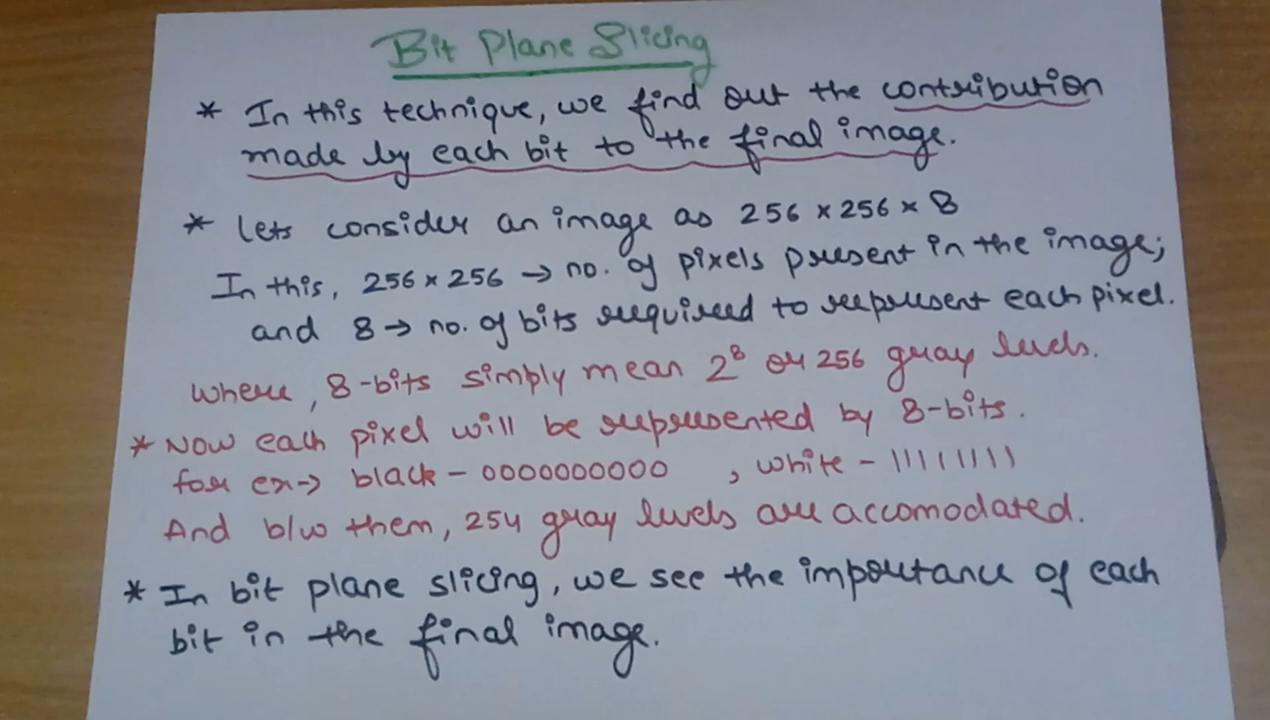 Bit Plane Slicing
* In this technique, we find out the contribution
made by each bit to the final image.
* Lets consider an image as 256 x 256 x 8
In this, 256 x 256 → no. of pixels present in the image;
and 8 → no. of bits required to represent each pixel.
Where, 8-bits simply mean 2⁸ or 256 gray levels.
* Now each pixel will be represented by 8-bits.
for ex → black - 0000000000 , white - 11111111
And b/w them, 254 gray levels are accomodated.
* In bit plane slicing, we see the importance of each
bit in the final image.